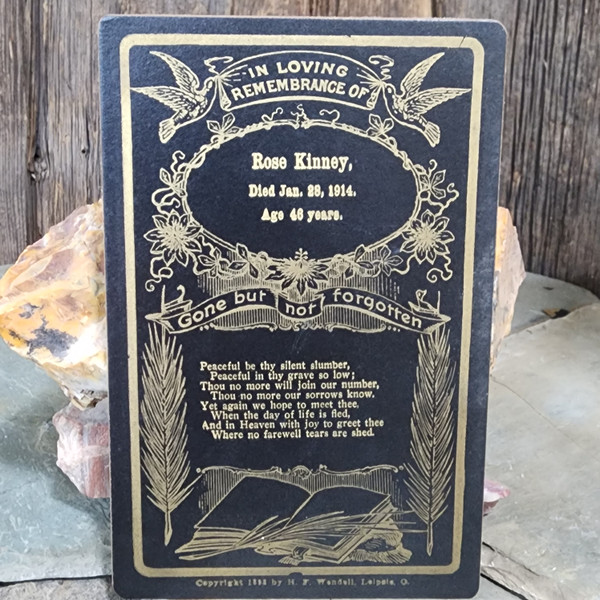 IN LOVING
REMEMBRANCE OF
Rose Kinney,
Died Jan. 28, 1914.
Age 46 years.
Gone but not forgotten
Peaceful be thy silent slumber,
Peaceful in thy grave so low;
Thou no more will join our number,
Thou no more our sorrows know.
Yet again we hope to meet thee,
When the day of life is fled,
And in Heaven with joy to greet thee
Where no farewell tears are shed.
Copyright by H. F. Wendell, Leipsic, O.